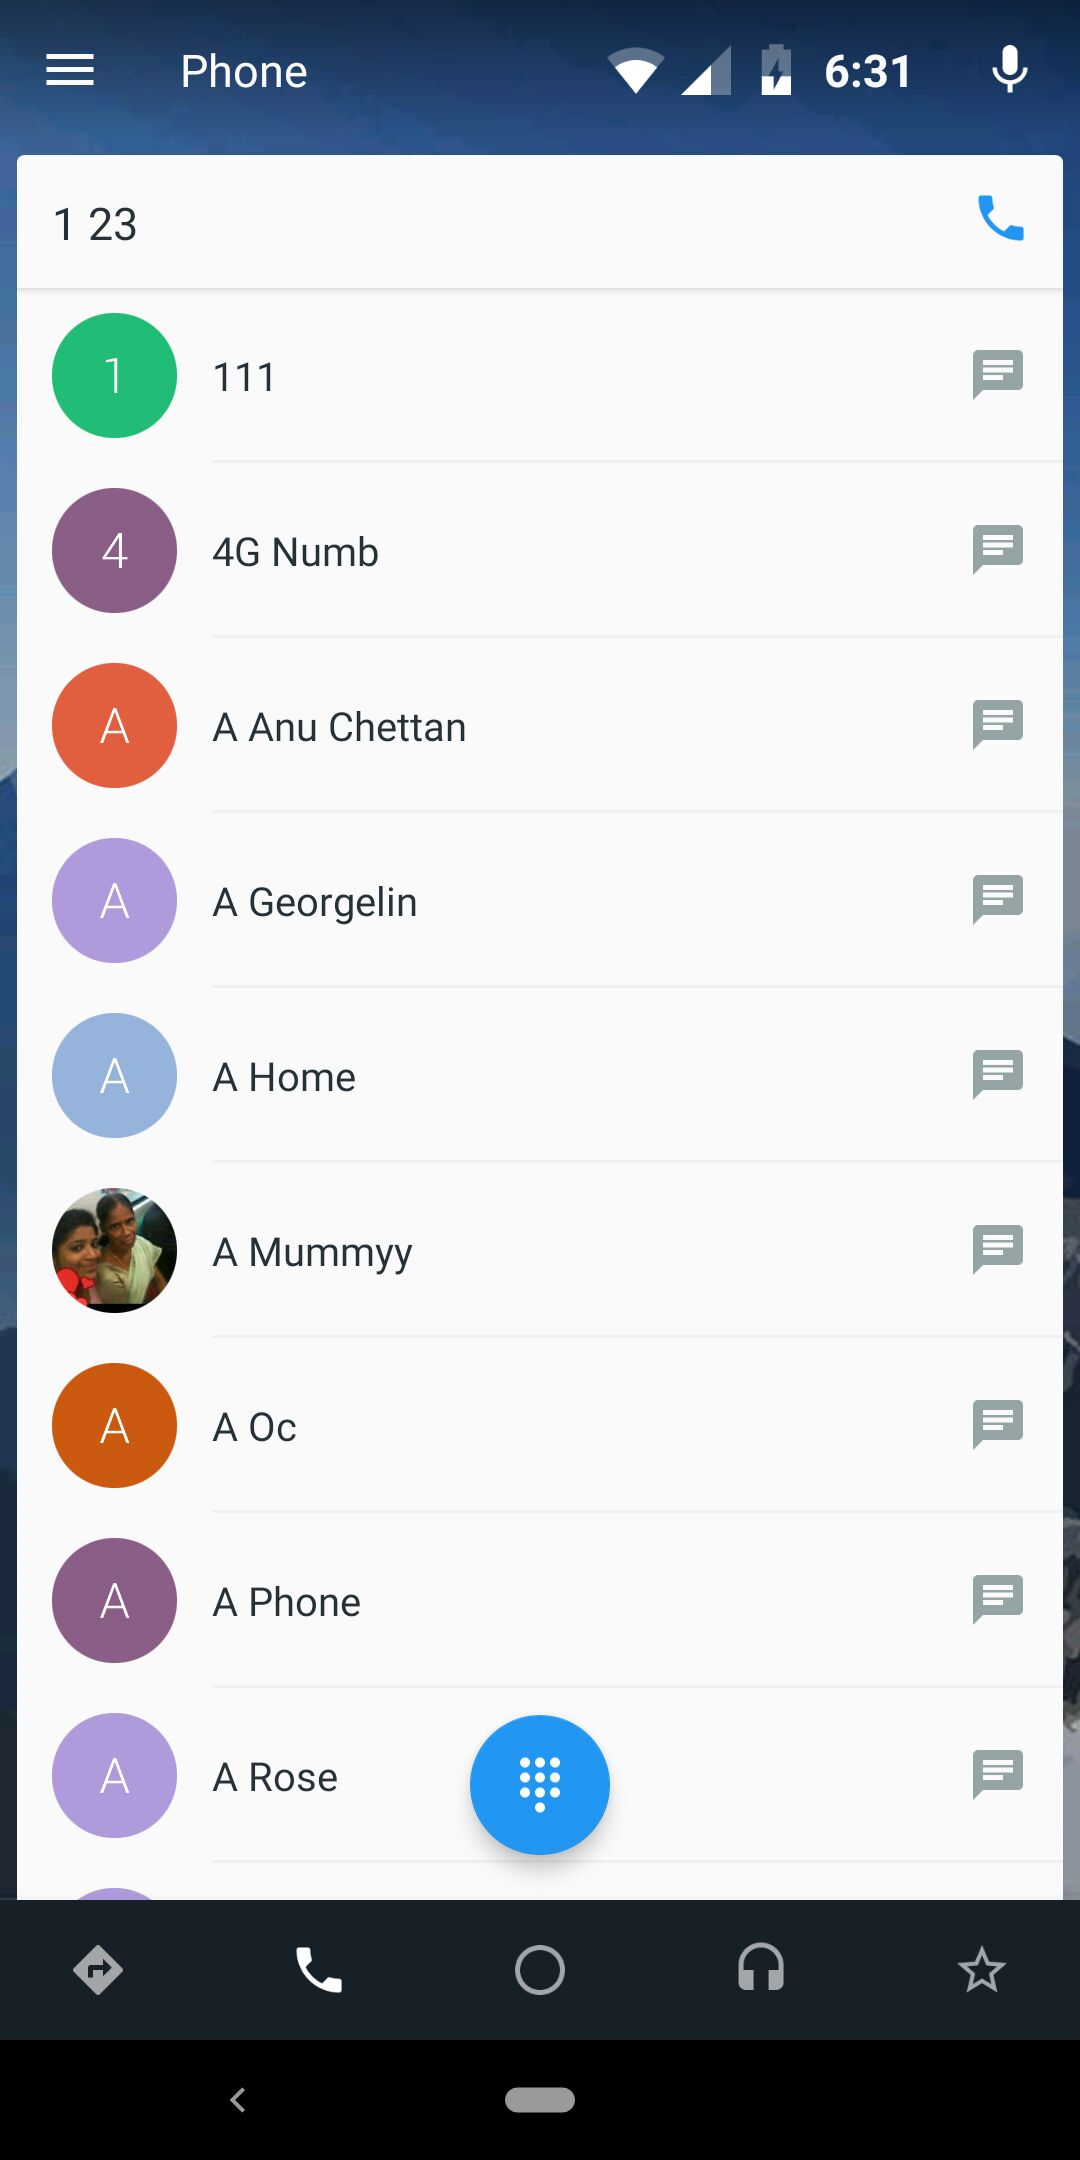 Phone 6:31
1 23
1 111
4 4G Numb
A A Anu Chettan
A A Georgelin
A A Home
A Mummyy
A A Oc
A A Phone
A A Rose